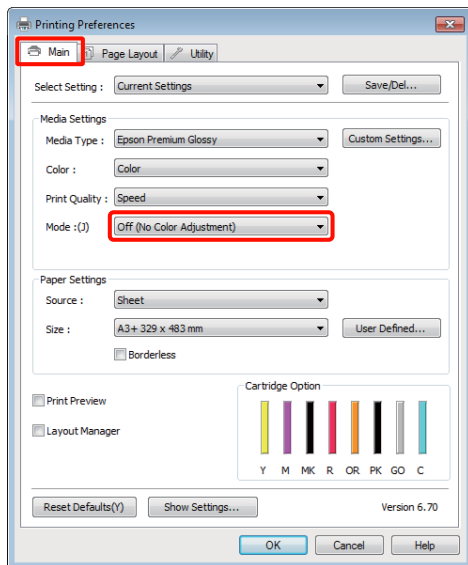 Printing Preferences
Main Page Layout Utility
Select Setting : Current Settings Save/Del...
Media Settings
Media Type : Epson Premium Glossy Custom Settings...
Color : Color
Print Quality : Speed
Mode :(J) Off (No Color Adjustment)
Paper Settings
Source : Sheet
Size : A3+ 329 x 483 mm User Defined...
Borderless
Cartridge Option
Print Preview
Layout Manager
Y M MK R OR PK GO C
Reset Defaults(Y) Show Settings... Version 6.70
OK Cancel Help